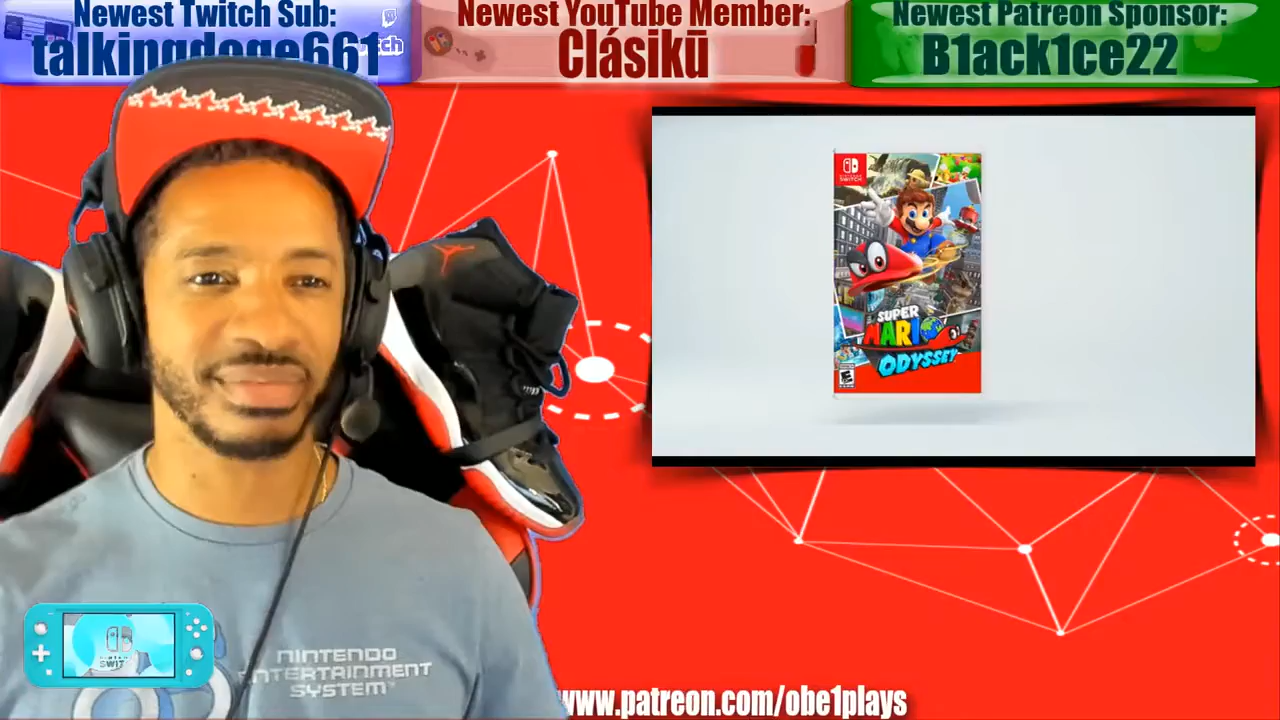 Newest Twitch Sub:
talkingdoge661
Newest YouTube Member:
Clásikū
Newest Patreon Sponsor:
B1ack1ce22
SUPER
MARIO
ODYSSEY
NINTENDO
ENTERTAINMENT
SYSTEM™
www.patreon.com/obe1plays